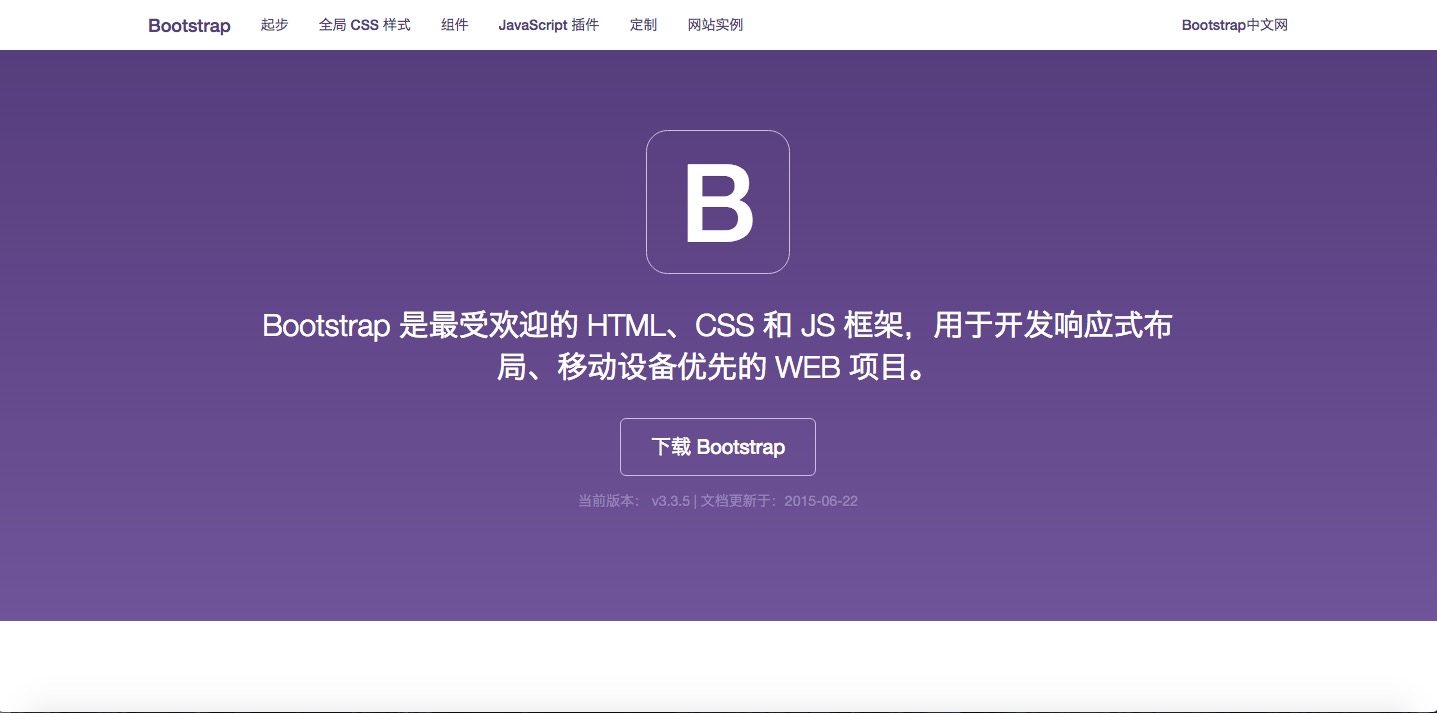 Bootstrap 起步 全局 CSS 样式 组件 JavaScript 插件 定制 网站实例 Bootstrap中文网
B
Bootstrap 是最受欢迎的 HTML、CSS 和 JS 框架，用于开发响应式布
局、移动设备优先的 WEB 项目。
下载 Bootstrap
当前版本： v3.3.5 | 文档更新于：2015-06-22